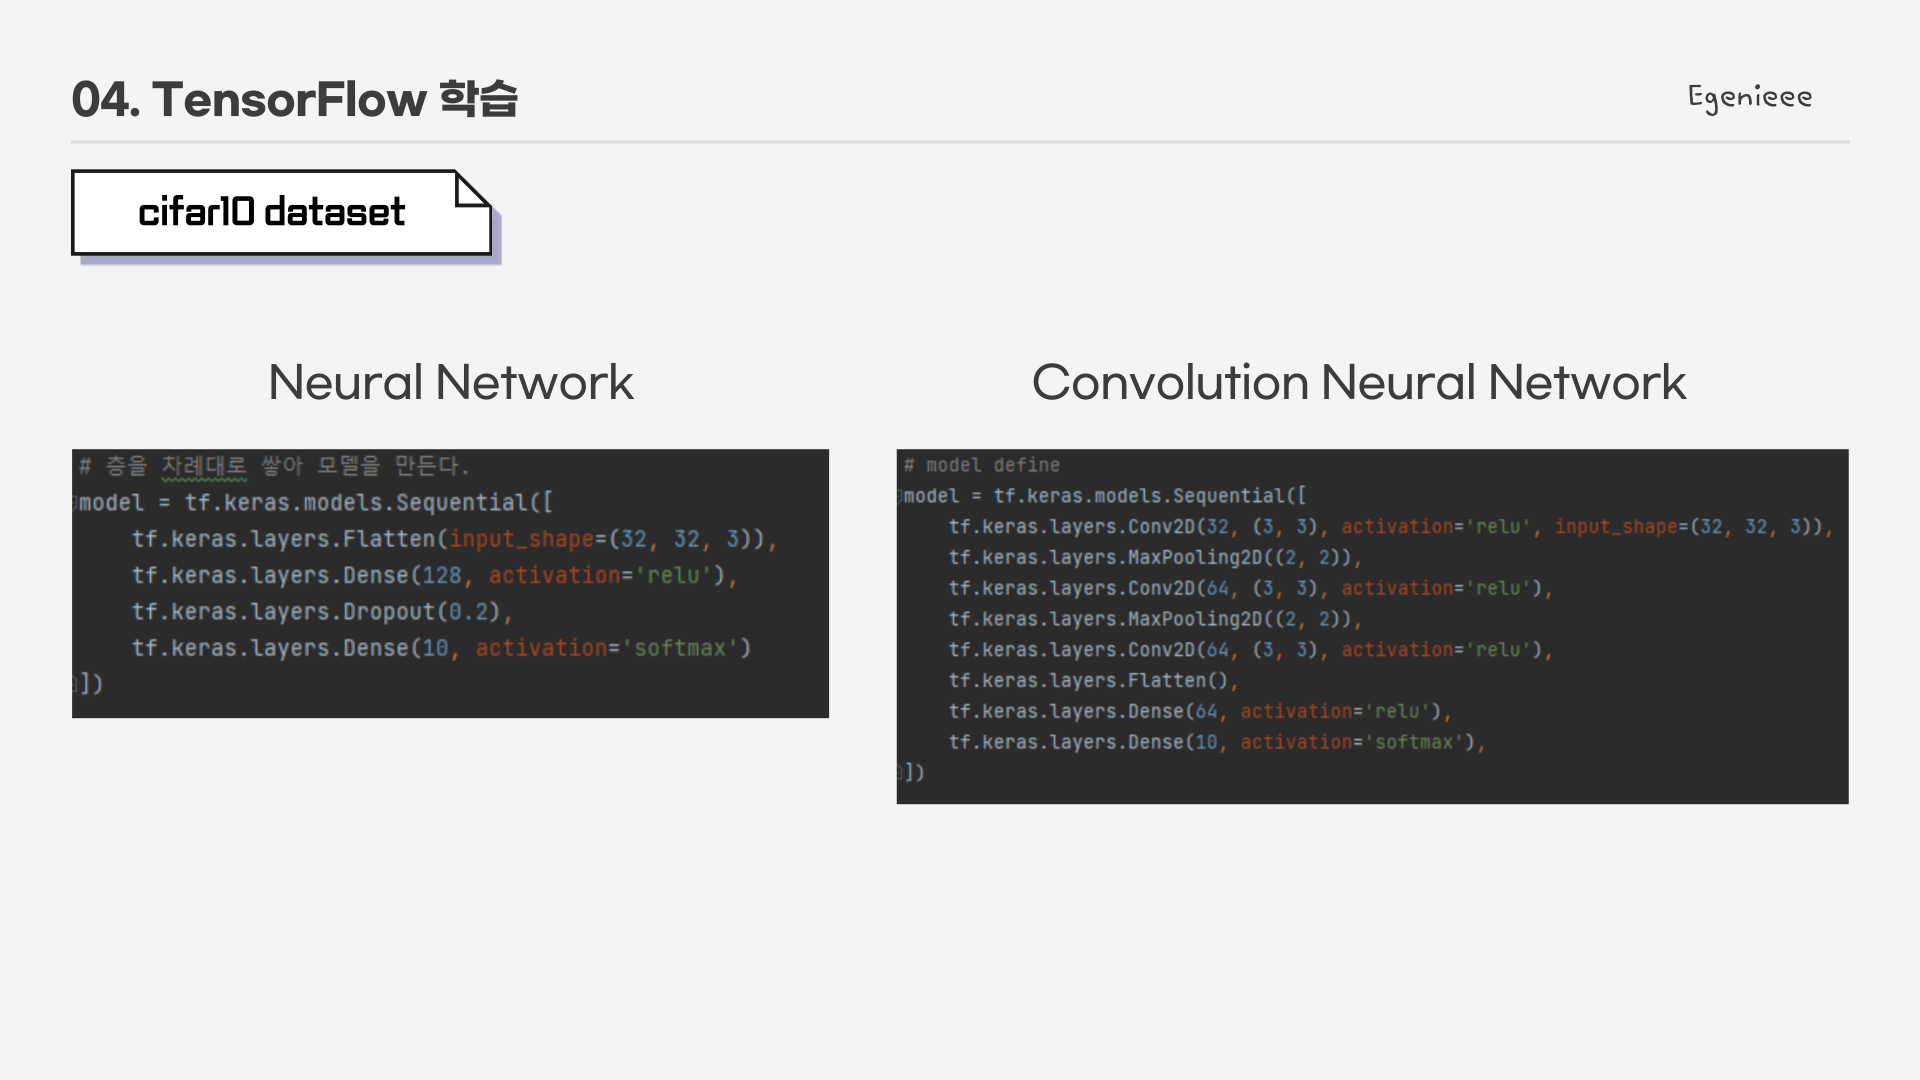 04. TensorFlow 학습
Egenieee
cifar10 dataset
Neural Network
# 층을 차례대로 쌓아 모델을 만든다.
model = tf.keras.models.Sequential([
    tf.keras.layers.Flatten(input_shape=(32, 32, 3)),
    tf.keras.layers.Dense(128, activation='relu'),
    tf.keras.layers.Dropout(0.2),
    tf.keras.layers.Dense(10, activation='softmax')
])
Convolution Neural Network
# model define
model = tf.keras.models.Sequential([
    tf.keras.layers.Conv2D(32, (3, 3), activation='relu', input_shape=(32, 32, 3)),
    tf.keras.layers.MaxPooling2D((2, 2)),
    tf.keras.layers.Conv2D(64, (3, 3), activation='relu'),
    tf.keras.layers.MaxPooling2D((2, 2)),
    tf.keras.layers.Conv2D(64, (3, 3), activation='relu'),
    tf.keras.layers.Flatten(),
    tf.keras.layers.Dense(64, activation='relu'),
    tf.keras.layers.Dense(10, activation='softmax'),
])